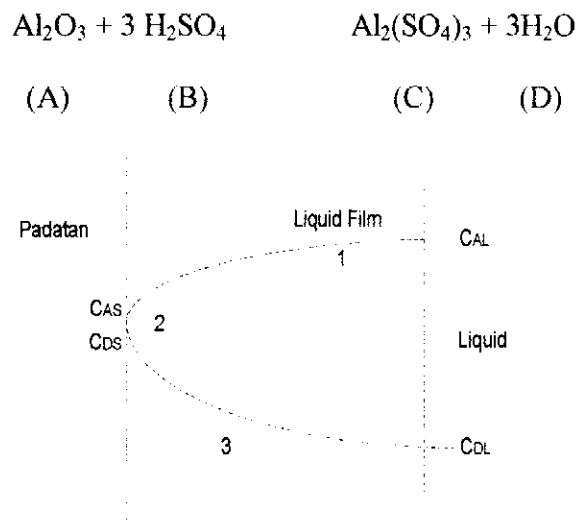 Al₂O₃ + 3 H₂SO₄ Al₂(SO₄)₃ + 3H₂O
(A) (B) (C) (D)
Padatan
Liquid Film
1
CAL
CAS
2
CDS
Liquid
3
CDL